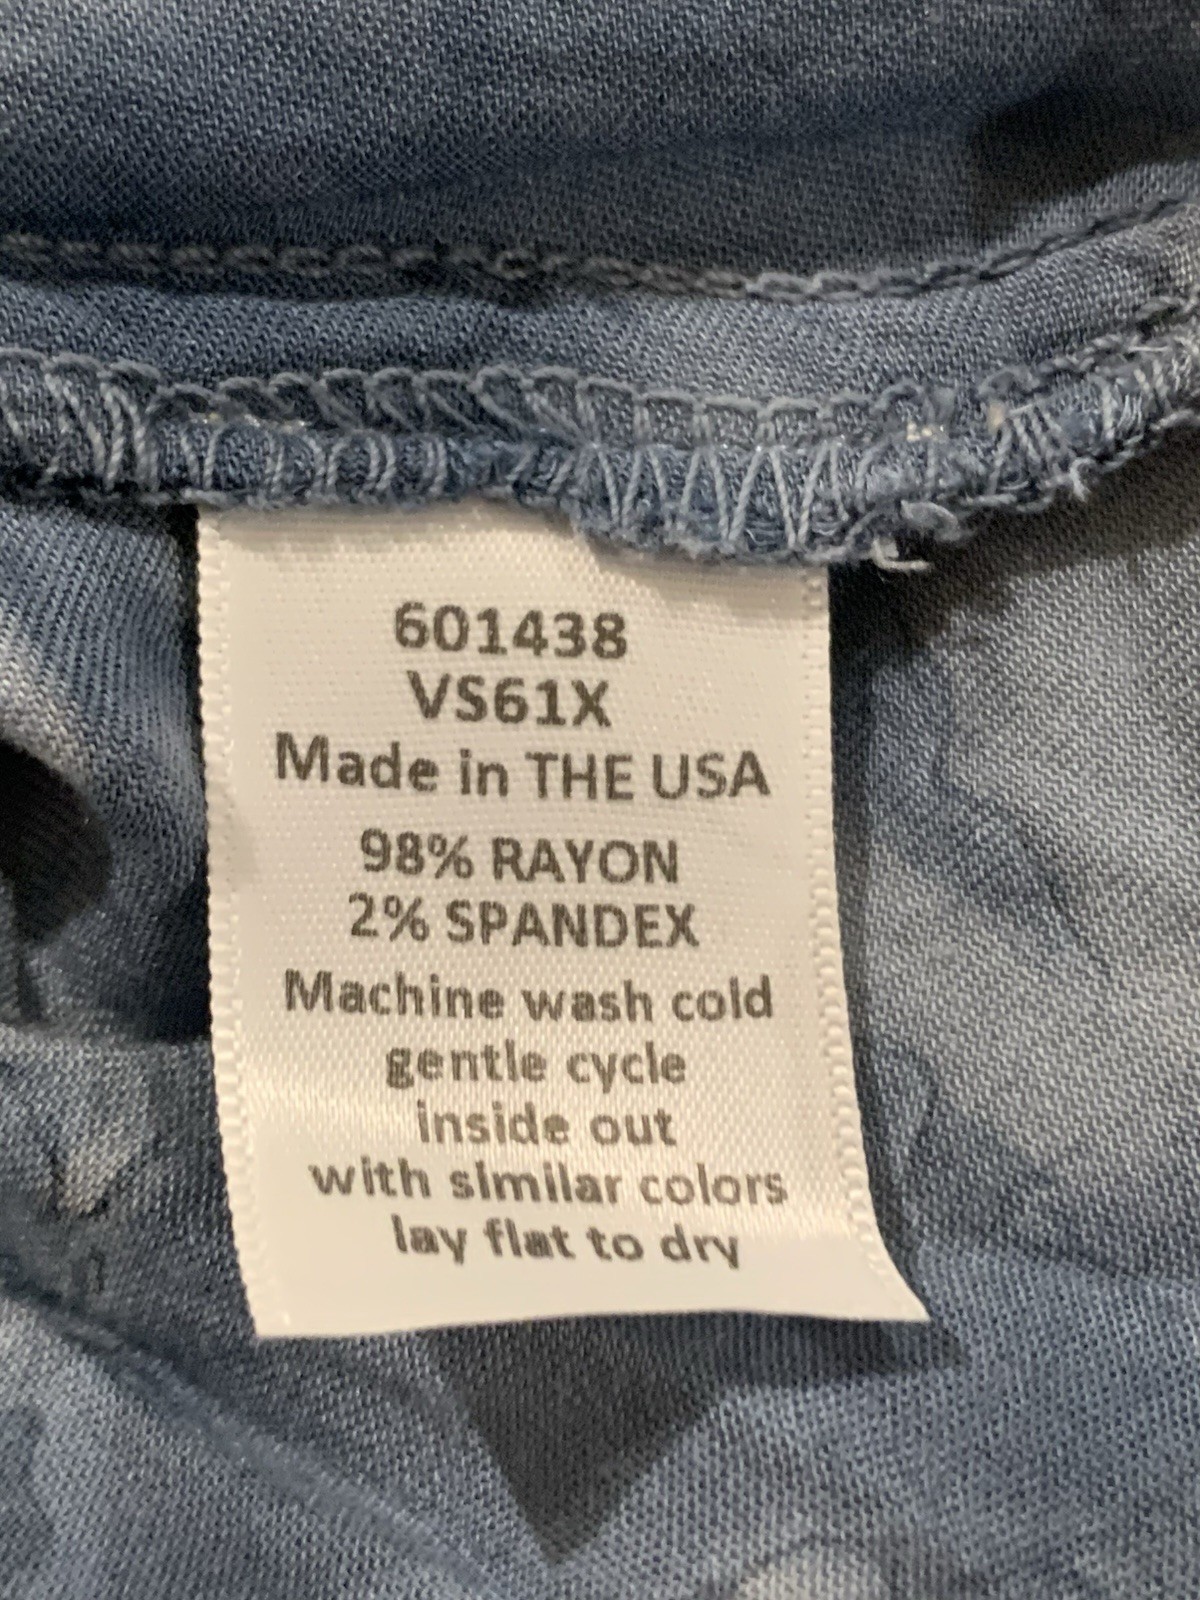 601438
VS61X
Made in THE USA
98% RAYON
2% SPANDEX
Machine wash cold
gentle cycle
inside out
with similar colors
lay flat to dry